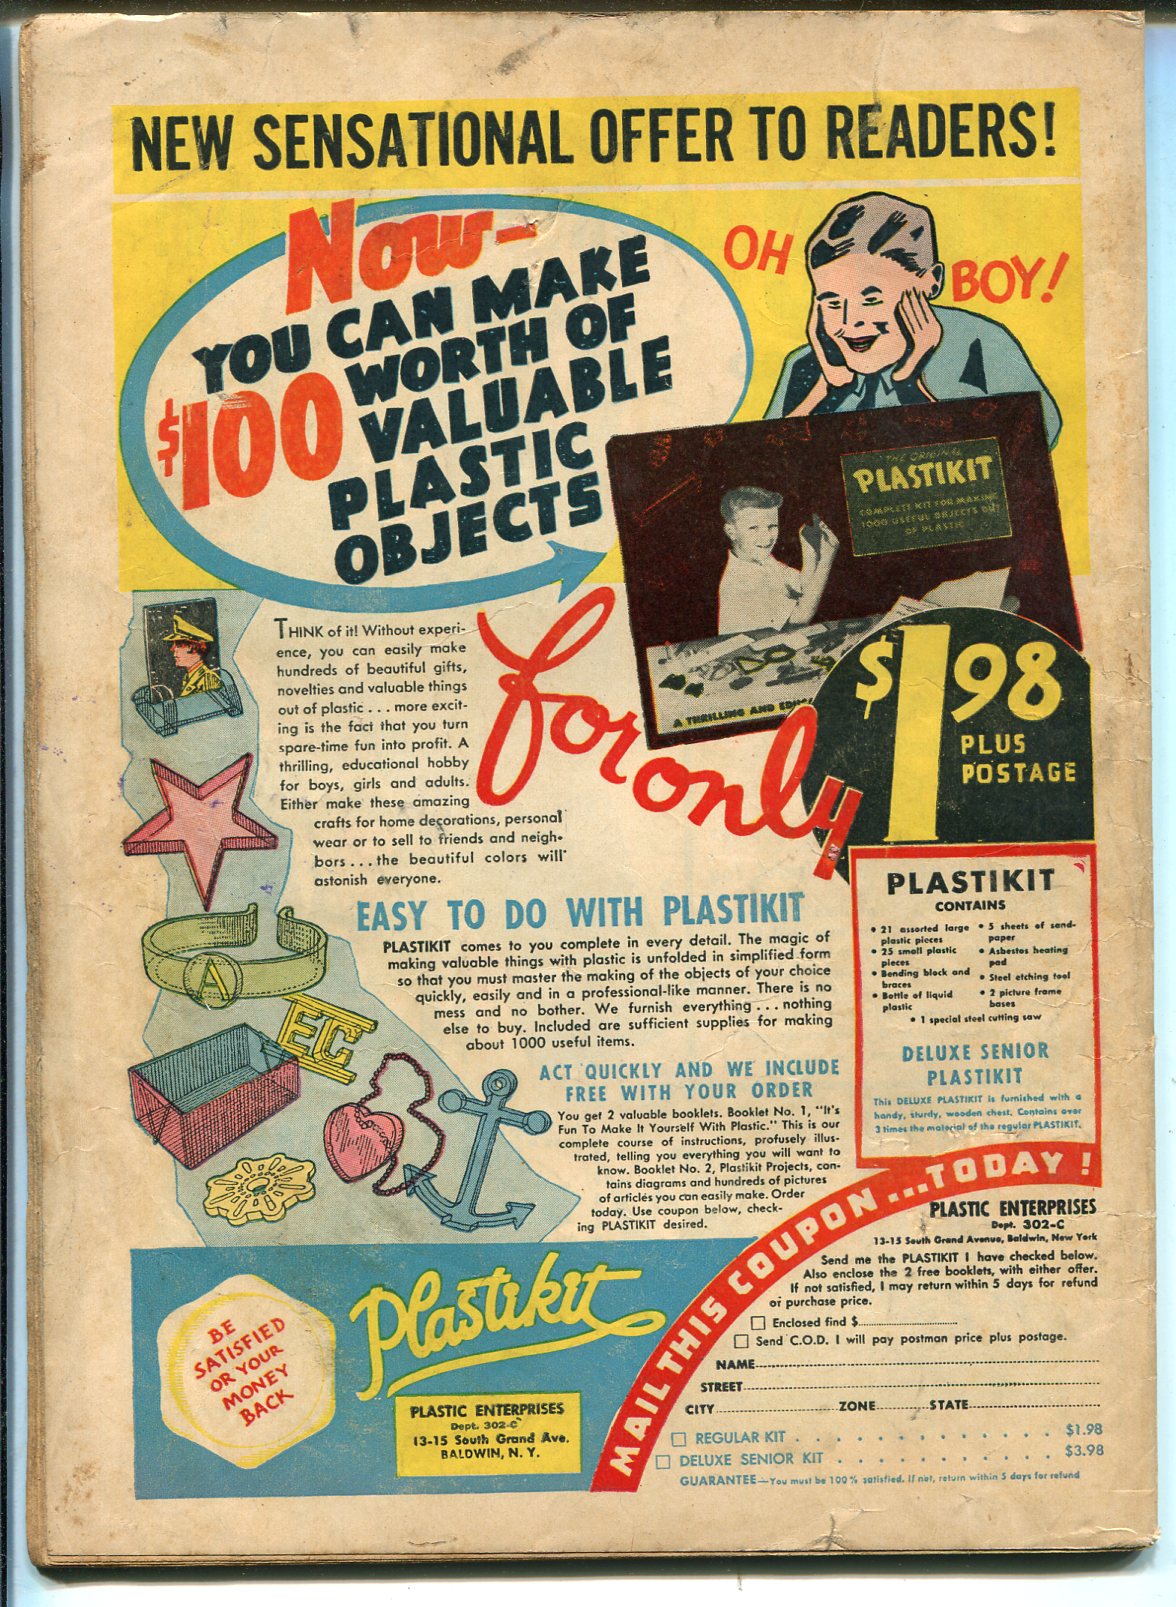 NEW SENSATIONAL OFFER TO READERS!
Now—
YOU CAN MAKE
$100 WORTH OF
VALUABLE
PLASTIC
OBJECTS
OH BOY!
THE ORIGINAL
PLASTIKIT
COMPLETE KIT FOR MAKING
1000 USEFUL OBJECTS OUT
OF PLASTIC
A THRILLING AND
for only
$1.98
PLUS
POSTAGE
THINK of it! Without experi-
ence, you can easily make
hundreds of beautiful gifts,
novelties and valuable things
out of plastic . . . more excit-
ing is the fact that you turn
spare-time fun into profit. A
thrilling, educational hobby
for boys, girls and adults.
Either make these amazing
crafts for home decorations, personal
wear or to sell to friends and neigh-
bors . . . the beautiful colors will
astonish everyone.
A
EC
EASY TO DO WITH PLASTIKIT
PLASTIKIT comes to you complete in every detail. The magic of
making valuable things with plastic is unfolded in simplified form
so that you must master the making of the objects of your choice
quickly, easily and in a professional-like manner. There is no
mess and no bother. We furnish everything . . . nothing
else to buy. Included are sufficient supplies for making
about 1000 useful items.
ACT QUICKLY AND WE INCLUDE
FREE WITH YOUR ORDER
You get 2 valuable booklets. Booklet No. 1, "It's
Fun To Make It Yourself With Plastic." This is our
complete course of instructions, profusely illus-
trated, telling you everything you will want to
know. Booklet No. 2, Plastikit Projects, con-
tains diagrams and hundreds of pictures
of articles you can easily make. Order
today. Use coupon below, check-
ing PLASTIKIT desired.
PLASTIKIT
CONTAINS
• 21 assorted large
plastic pieces
• 25 small plastic
pieces
• Bending block and
braces
• Bottle of liquid
plastic
• 5 sheets of sand-
paper
• Asbestos heating
pad
• Steel etching tool
• 2 picture frame
bases
• 1 special steel cutting saw
DELUXE SENIOR
PLASTIKIT
This DELUXE PLASTIKIT is furnished with a
handy, sturdy, wooden chest. Contains over
3 times the material of the regular PLASTIKIT.
MAIL THIS COUPON...TODAY!
PLASTIC ENTERPRISES
Dept. 302-C
13-15 South Grand Avenue, Baldwin, New York
Send me the PLASTIKIT I have checked below.
Also enclose the 2 free booklets, with either offer.
If not satisfied, I may return within 5 days for refund
of purchase price.
Enclosed find $
Send C.O.D. I will pay postman price plus postage.
NAME
STREET
CITY ZONE STATE
REGULAR KIT . . . . . . . . . . . . . $1.98
DELUXE SENIOR KIT . . . . . . . . . . . $3.98
GUARANTEE—You must be 100% satisfied. If not, return within 5 days for refund
BE
SATISFIED
OR YOUR
MONEY
BACK
Plastikit
PLASTIC ENTERPRISES
Dept. 302-C
13-15 South Grand Ave.
BALDWIN, N. Y.